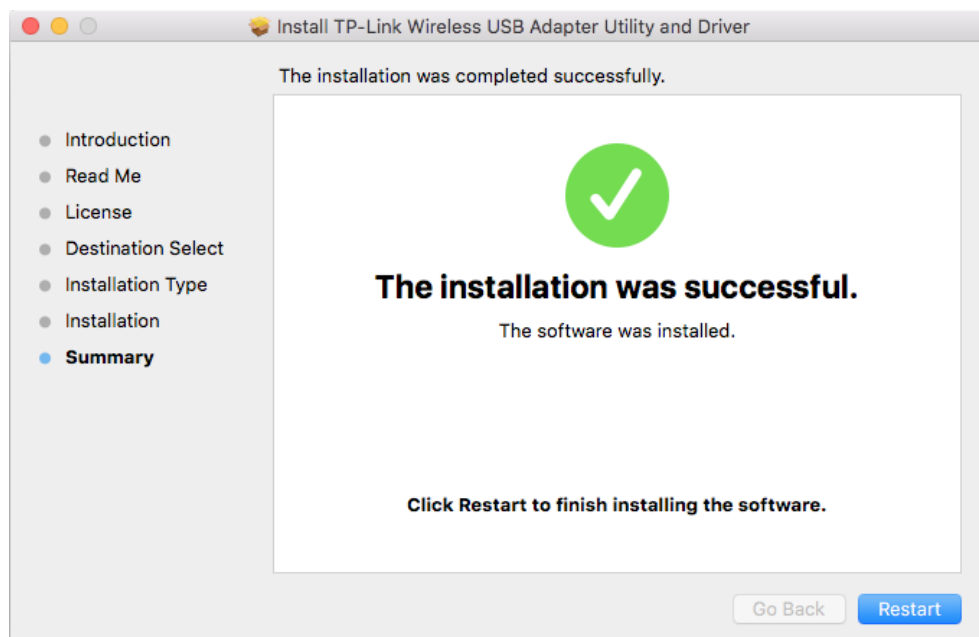 Install TP-Link Wireless USB Adapter Utility and Driver
The installation was completed successfully.
Introduction
Read Me
License
Destination Select
Installation Type
Installation
Summary
The installation was successful.
The software was installed.
Click Restart to finish installing the software.
Go Back
Restart